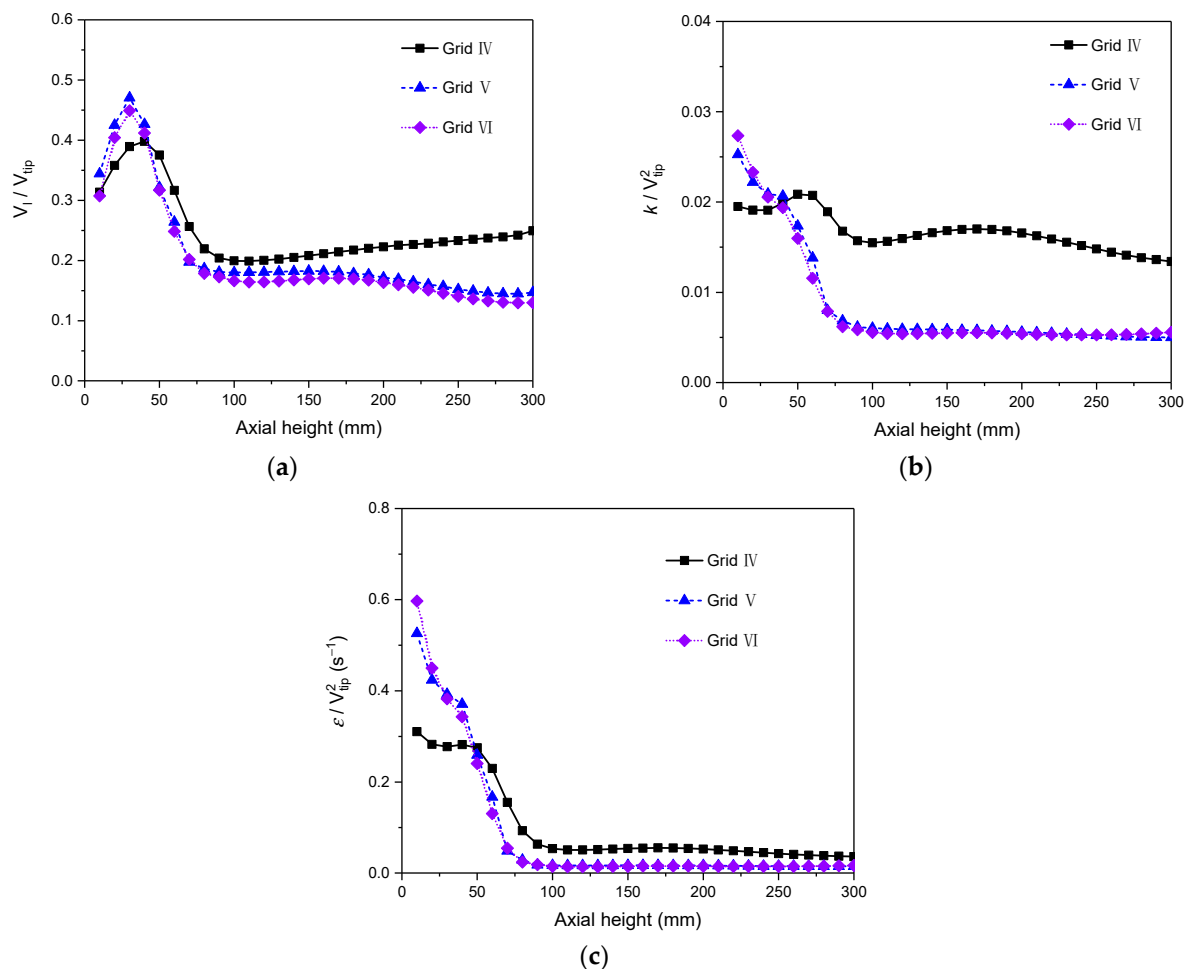 0.6
0.5
0.4
0.3
0.2
0.1
0.0
V_l / V_tip
Grid Ⅳ
Grid Ⅴ
Grid Ⅵ
0 50 100 150 200 250 300
Axial height (mm)
(a)
0.04
0.03
0.02
0.01
0.00
k / V²_tip
Grid Ⅳ
Grid Ⅴ
Grid Ⅵ
0 50 100 150 200 250 300
Axial height (mm)
(b)
0.8
0.6
0.4
0.2
0.0
ε / V²_tip (s⁻¹)
Grid Ⅳ
Grid Ⅴ
Grid Ⅵ
0 50 100 150 200 250 300
Axial height (mm)
(c)